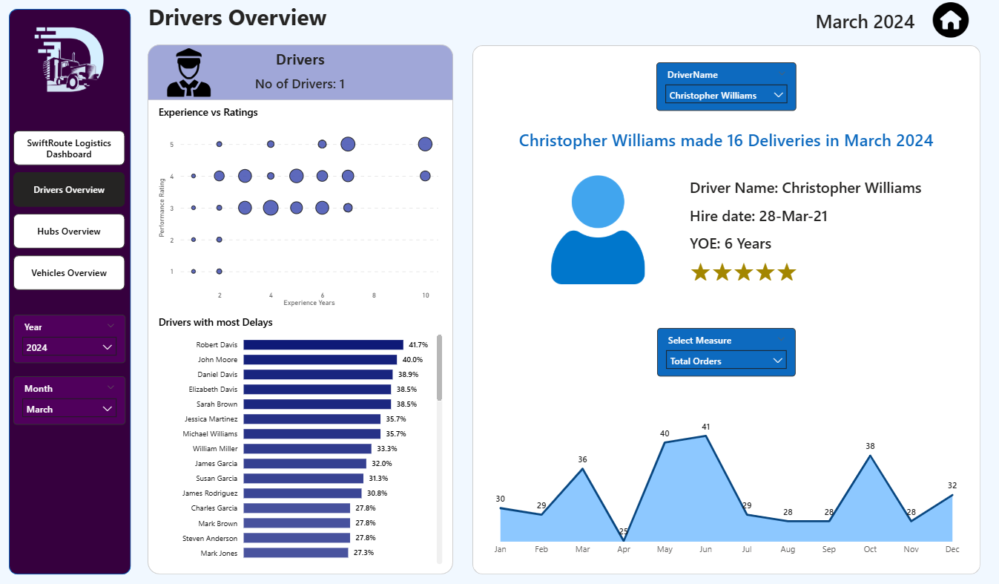 Drivers Overview
March 2024
SwiftRoute Logistics
Dashboard
Drivers Overview
Hubs Overview
Vehicles Overview
Year
2024
Month
March
Drivers
No of Drivers: 1
Experience vs Ratings
Performance Rating
5
4
3
2
1
2
4
6
8
10
Experience Years
Drivers with most Delays
Robert Davis 41.7%
John Moore 40.0%
Daniel Davis 38.9%
Elizabeth Davis 38.5%
Sarah Brown 38.5%
Jessica Martinez 35.7%
Michael Williams 35.7%
William Miller 33.3%
James Garcia 32.0%
Susan Garcia 31.3%
James Rodriguez 30.8%
Charles Garcia 27.8%
Mark Brown 27.8%
Steven Anderson 27.8%
Mark Jones 27.3%
DriverName
Christopher Williams
Christopher Williams made 16 Deliveries in March 2024
Driver Name: Christopher Williams
Hire date: 28-Mar-21
YOE: 6 Years
Select Measure
Total Orders
30
29
36
25
40
41
29
28
28
38
28
32
Jan
Feb
Mar
Apr
May
Jun
Jul
Aug
Sep
Oct
Nov
Dec